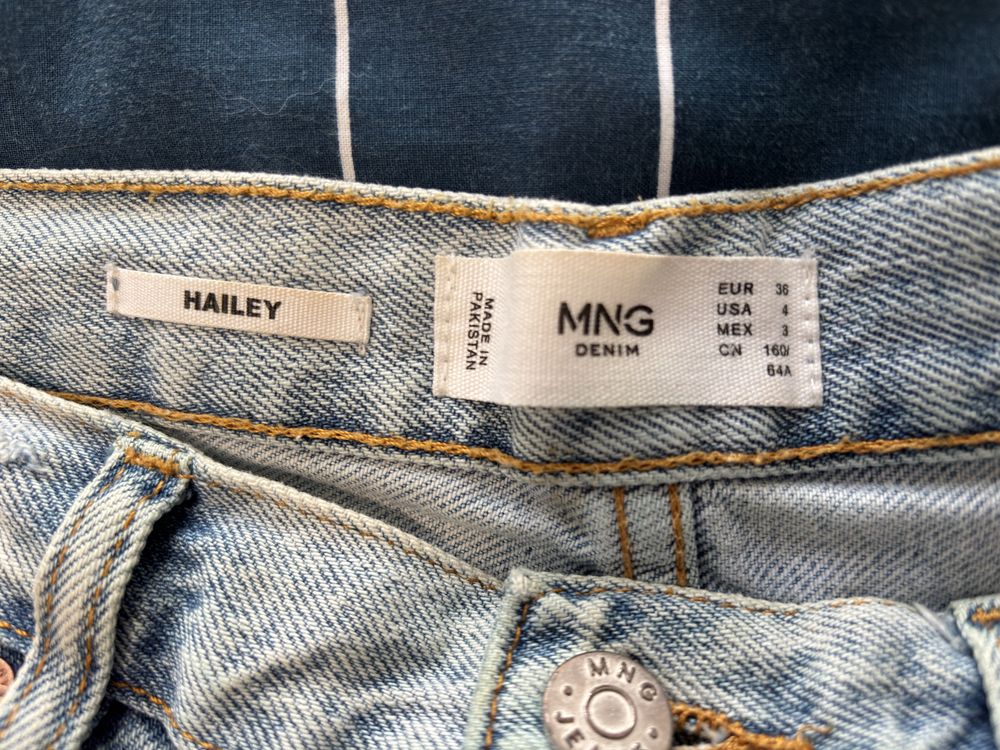 HAILEY
MADE IN
PAKISTAN
MNG
DENIM
EUR 36
USA 4
MEX 3
CN 160/
64A
MNG